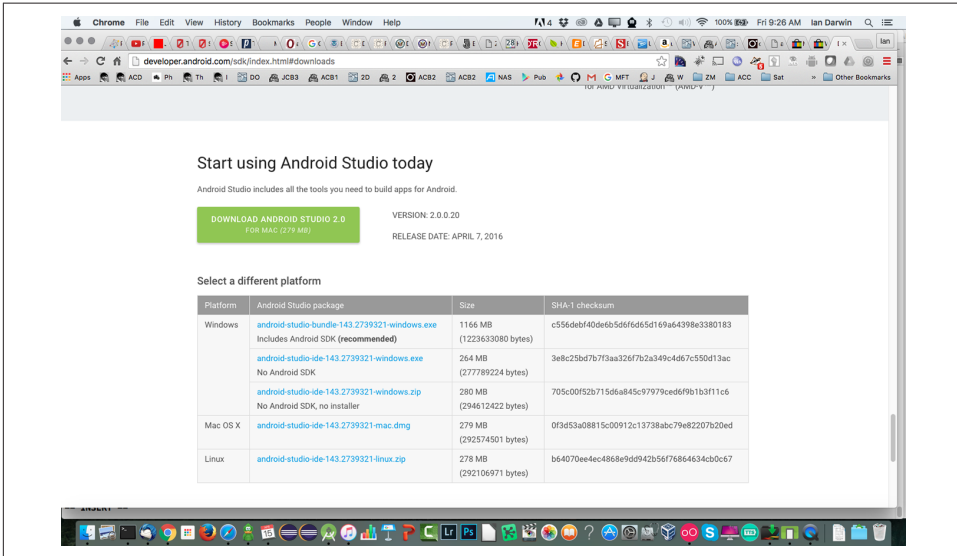 Chrome File Edit View History Bookmarks People Window Help 4 100% Fri 9:26 AM Ian Darwin
Ian
developer.android.com/sdk/index.html#downloads
Apps ACD Ph Th I DO JCB3 ACB1 2D 2 ACB2 ACB2 NAS Pub M MFT J W ZM ACC Sat » Other Bookmarks
for AMD Virtualization (AMD-V )
Start using Android Studio today
Android Studio includes all the tools you need to build apps for Android.
DOWNLOAD ANDROID STUDIO 2.0
FOR MAC (279 MB)
VERSION: 2.0.0.20
RELEASE DATE: APRIL 7, 2016
Select a different platform
Platform Android Studio package Size SHA-1 checksum
Windows android-studio-bundle-143.2739321-windows.exe 1166 MB c556debf40de6b5d6f6d65d169a64398e3380183
Includes Android SDK (recommended) (1223633080 bytes)
android-studio-ide-143.2739321-windows.exe 264 MB 3e8c25bd7b7f3aa326f7b2a349c4d67c550d13ac
No Android SDK (277789224 bytes)
android-studio-ide-143.2739321-windows.zip 280 MB 705c00f52b715d6a845c97979ced6f9b1b3f11c6
No Android SDK, no installer (294612422 bytes)
Mac OS X android-studio-ide-143.2739321-mac.dmg 279 MB 0f3d53a08815c00912c13738abc79e82207b20ed
(292574501 bytes)
Linux android-studio-ide-143.2739321-linux.zip 278 MB b64070ee4ec4868e9dd942b56f76864634cb0c67
(292106971 bytes)
-- INSERT --